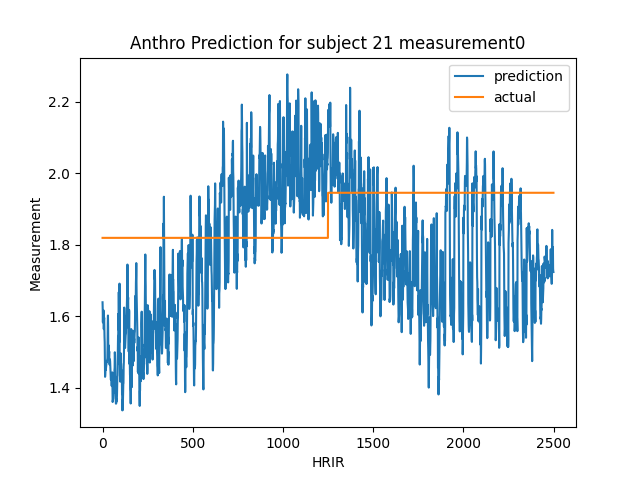 Anthro Prediction for subject 21 measurement0
prediction
actual
Measurement
2.2
2.0
1.8
1.6
1.4
0
500
1000
1500
2000
2500
HRIR